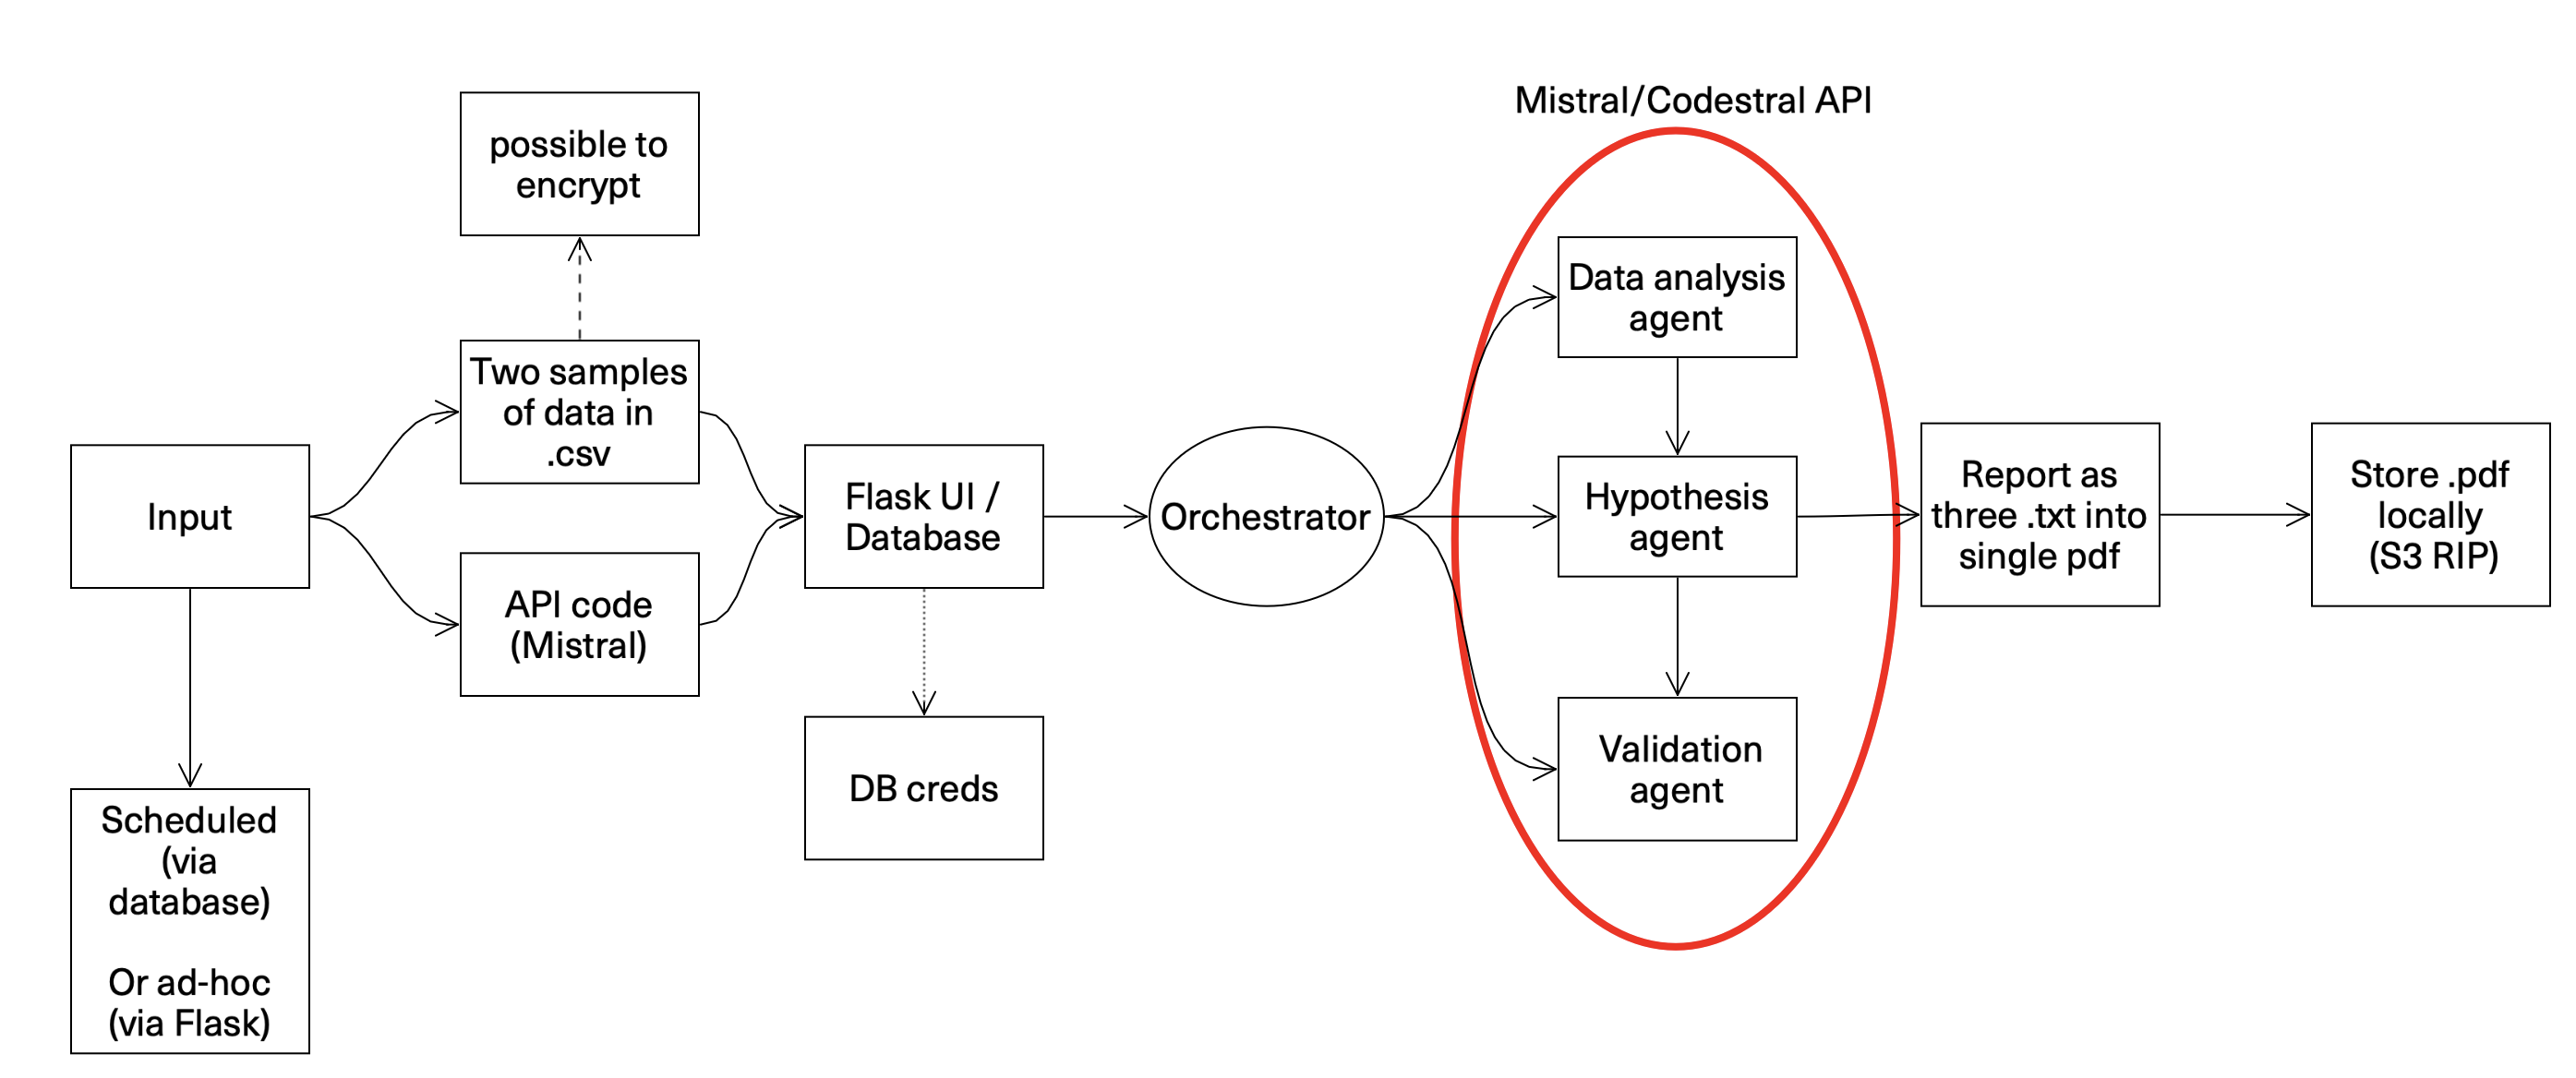 Mistral/Codestral API
possible to
encrypt
Two samples
of data in
.csv
Input
API code
(Mistral)
Scheduled
(via
database)
Or ad-hoc
(via Flask)
Flask UI /
Database
DB creds
Orchestrator
Data analysis
agent
Hypothesis
agent
Validation
agent
Report as
three .txt into
single pdf
Store .pdf
locally
(S3 RIP)